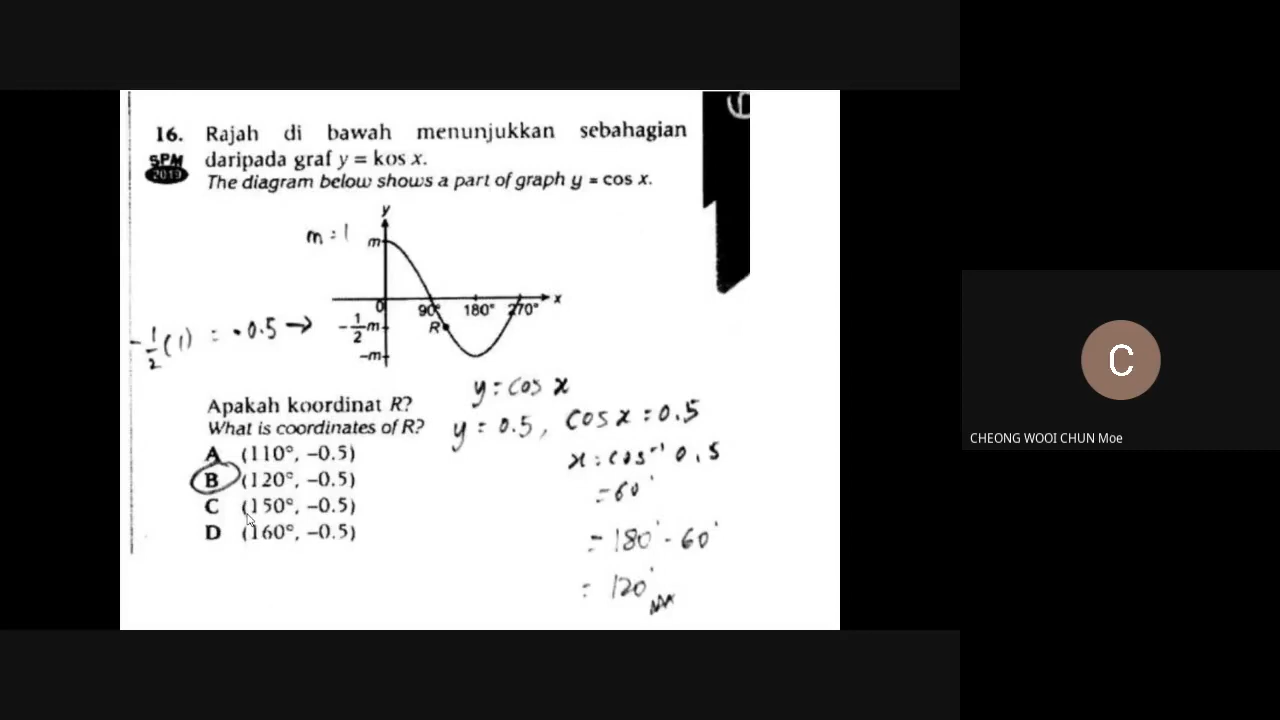 16. Rajah di bawah menunjukkan sebahagian
SPM 2019 daripada graf y = kos x.
The diagram below shows a part of graph y = cos x.
y
m = 1
m
0
90°
180°
270°
x
-1/2(1) = -0.5 →
-1/2m
R
-m
y = cos x
Apakah koordinat R?
What is coordinates of R?
y = 0.5, cos x = 0.5
x = cos⁻¹ 0.5
= 60°
= 180° - 60°
= 120°
A (110°, −0.5)
B (120°, −0.5)
C (150°, −0.5)
D (160°, −0.5)
C
CHEONG WOOI CHUN Moe